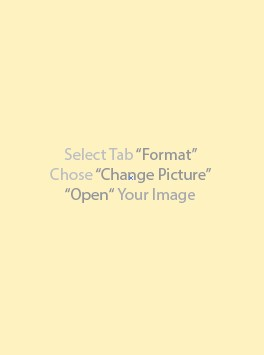 Select Tab “Format”
Chose “Change Picture”
“Open“ Your Image